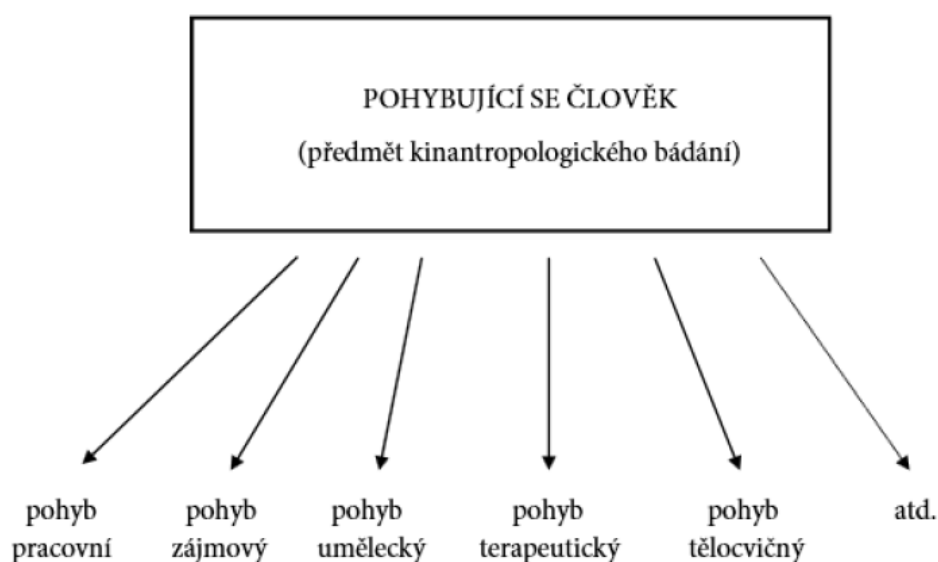 POHYBUJÍCÍ SE ČLOVĚK
(předmět kinantropologického bádání)
pohyb pohyb pohyb pohyb pohyb atd.
pracovní zájmový umělecký terapeutický tělocvičný